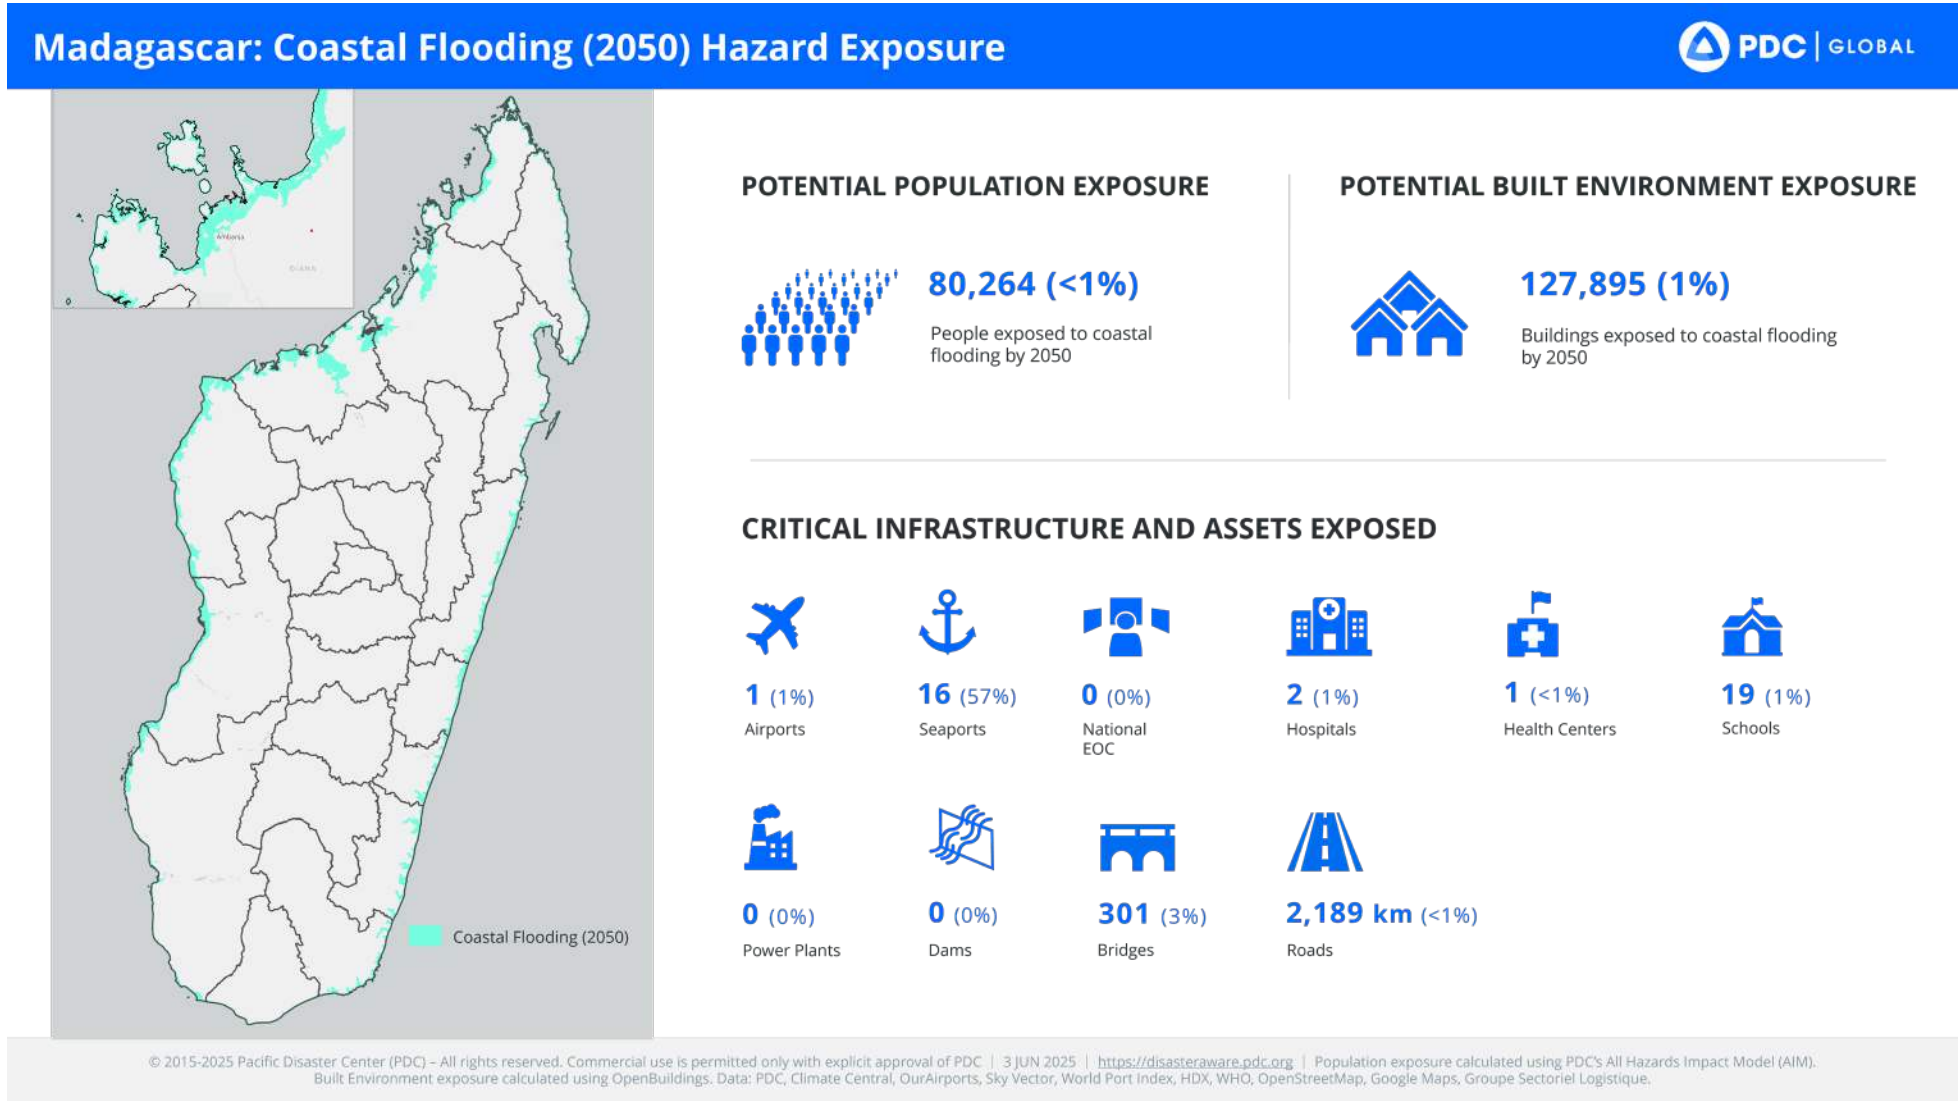 Madagascar: Coastal Flooding (2050) Hazard Exposure
PDC | GLOBAL
Ambanja
DIANA
Coastal Flooding (2050)
POTENTIAL POPULATION EXPOSURE
80,264 (<1%)
People exposed to coastal
flooding by 2050
POTENTIAL BUILT ENVIRONMENT EXPOSURE
127,895 (1%)
Buildings exposed to coastal flooding
by 2050
CRITICAL INFRASTRUCTURE AND ASSETS EXPOSED
1 (1%)
Airports
16 (57%)
Seaports
0 (0%)
National
EOC
2 (1%)
Hospitals
1 (<1%)
Health Centers
19 (1%)
Schools
0 (0%)
Power Plants
0 (0%)
Dams
301 (3%)
Bridges
2,189 km (<1%)
Roads
© 2015-2025 Pacific Disaster Center (PDC) – All rights reserved. Commercial use is permitted only with explicit approval of PDC | 3 JUN 2025 | https://disasteraware.pdc.org | Population exposure calculated using PDC's All Hazards Impact Model (AIM).
Built Environment exposure calculated using OpenBuildings. Data: PDC, Climate Central, OurAirports, Sky Vector, World Port Index, HDX, WHO, OpenStreetMap, Google Maps, Groupe Sectoriel Logistique.